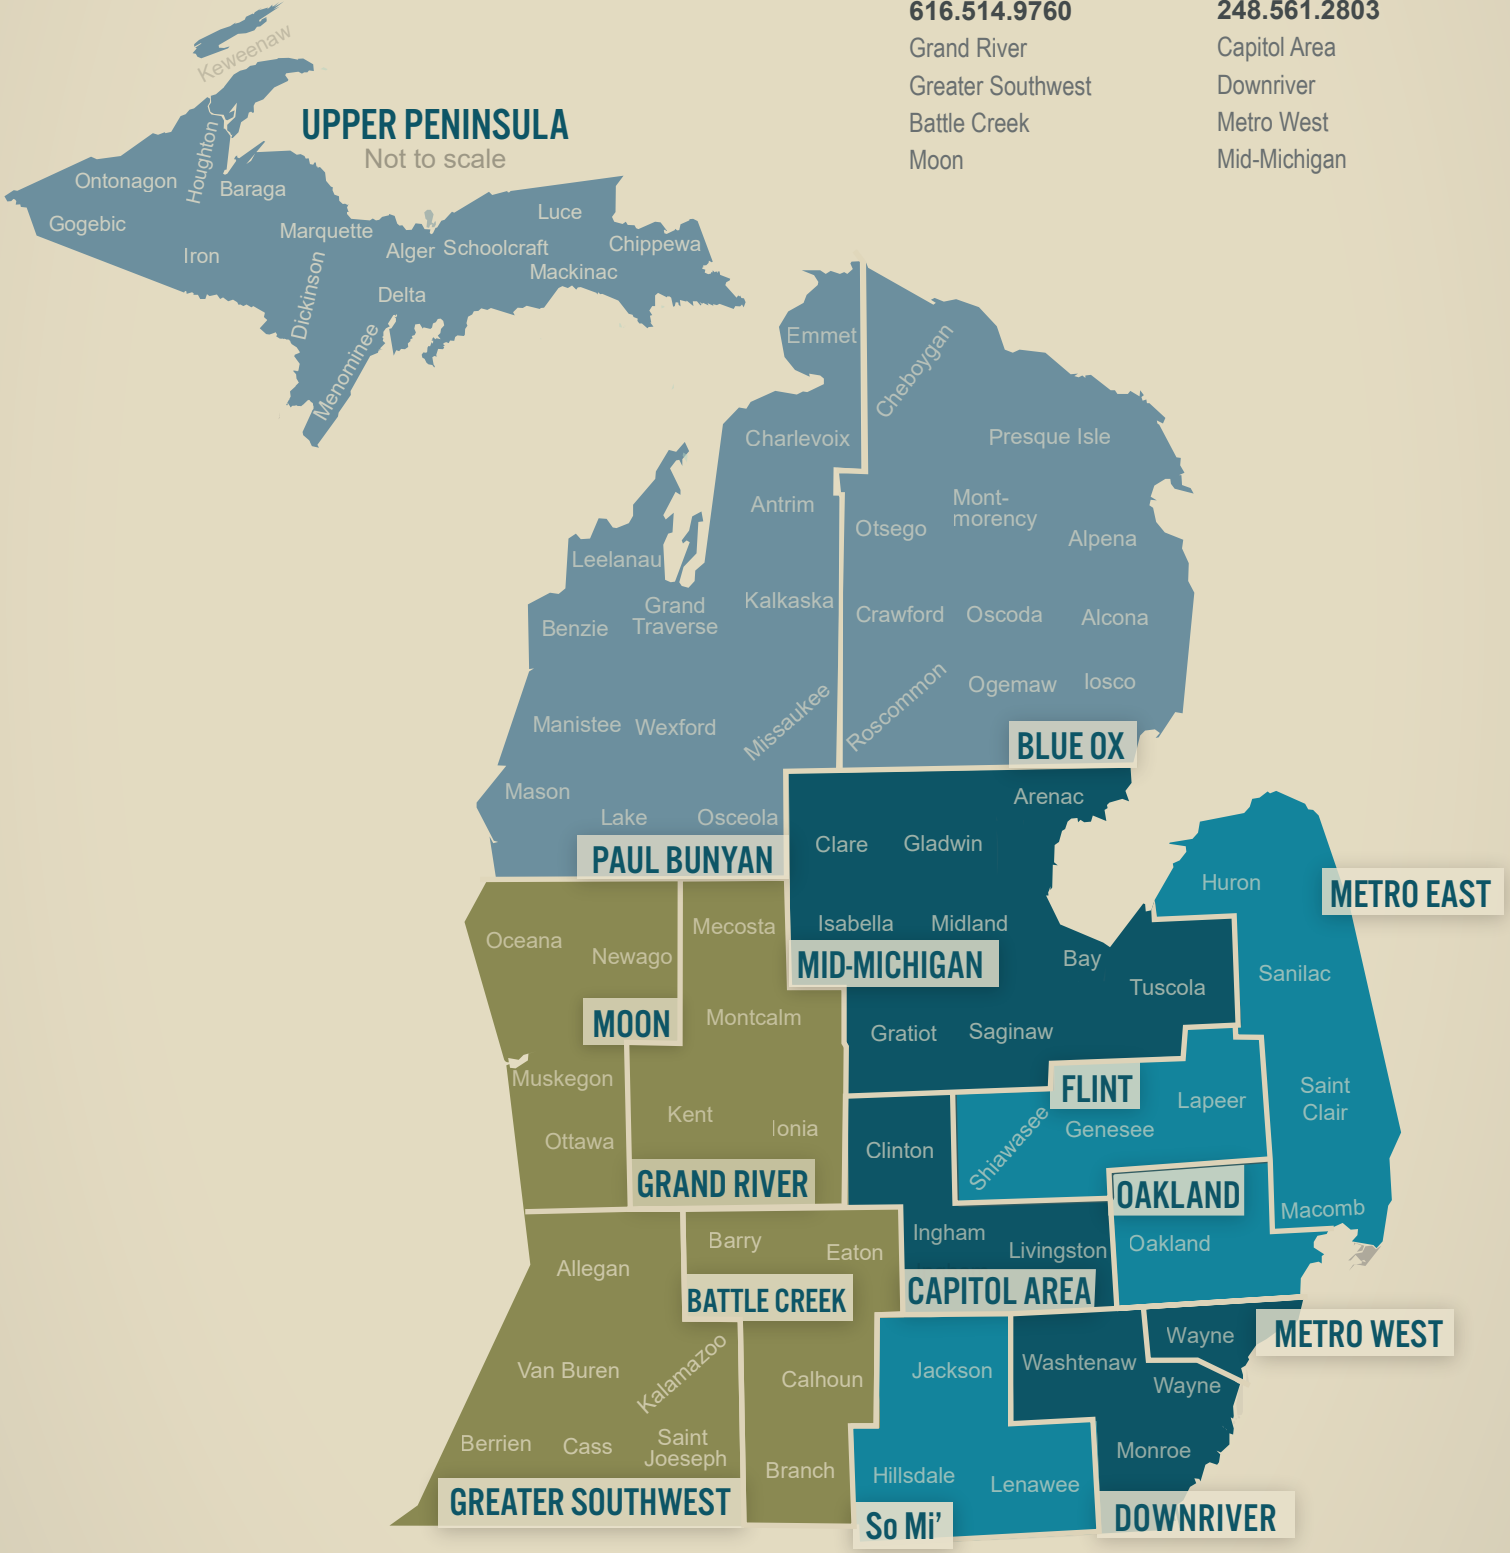 616.514.9760
Grand River
Greater Southwest
Battle Creek
Moon
248.561.2803
Capitol Area
Downriver
Metro West
Mid-Michigan
Keweenaw
UPPER PENINSULA
Not to scale
Ontonagon
Houghton
Baraga
Gogebic
Iron
Marquette
Dickinson
Menominee
Alger
Schoolcraft
Luce
Chippewa
Mackinac
Delta
Emmet
Cheboygan
Charlevoix
Presque Isle
Antrim
Otsego
Mont-
morency
Alpena
Leelanau
Grand
Traverse
Kalkaska
Benzie
Crawford
Oscoda
Alcona
Manistee
Wexford
Missaukee
Roscommon
Ogemaw
Iosco
BLUE OX
Mason
Lake
Osceola
PAUL BUNYAN
Arenac
Clare
Gladwin
Huron
METRO EAST
Oceana
Newago
Mecosta
Isabella
Midland
MID-MICHIGAN
Bay
Tuscola
Sanilac
MOON
Montcalm
Gratiot
Saginaw
Muskegon
FLINT
Lapeer
Saint
Clair
Kent
Ionia
Ottawa
Clinton
Shiawasee
Genesee
GRAND RIVER
OAKLAND
Macomb
Barry
Eaton
Ingham
Livingston
Oakland
Allegan
BATTLE CREEK
CAPITOL AREA
METRO WEST
Wayne
Van Buren
Kalamazoo
Calhoun
Jackson
Washtenaw
Wayne
Berrien
Cass
Saint
Joeseph
Branch
Hillsdale
Lenawee
Monroe
GREATER SOUTHWEST
So Mi’
DOWNRIVER